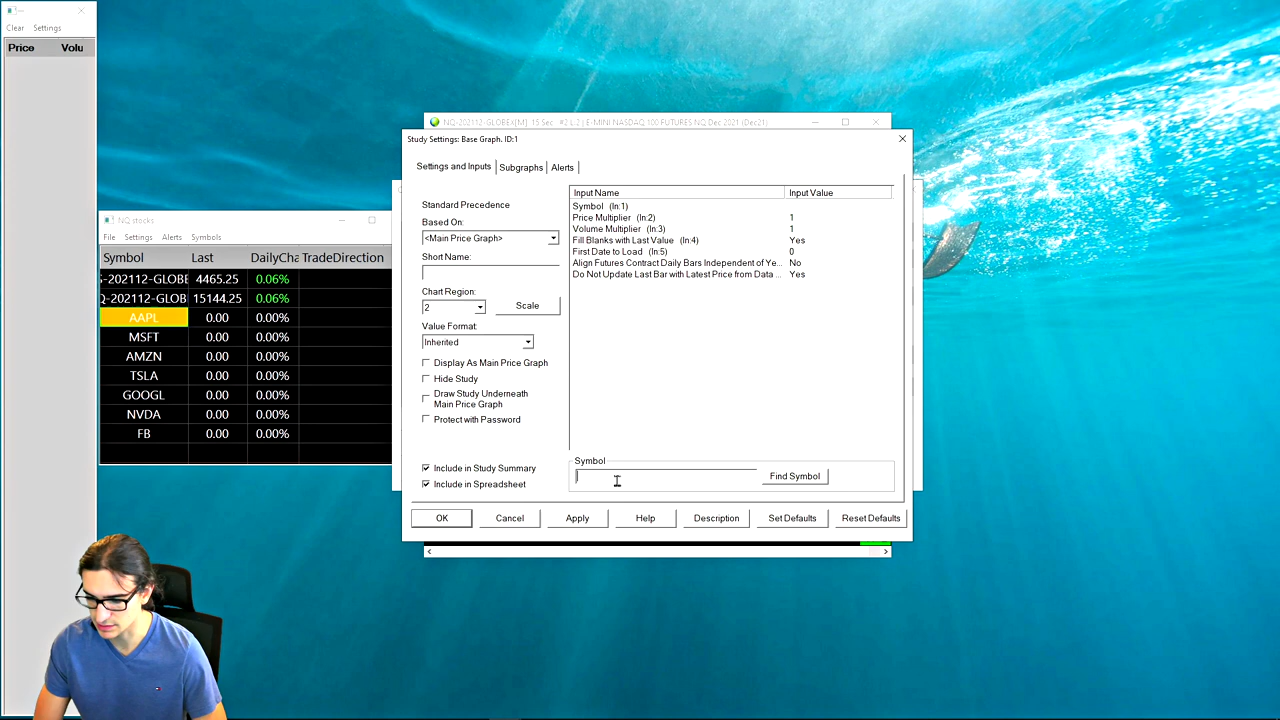 Clear Settings
Price Volu
NQ stocks
File Settings Alerts Symbols
Symbol Last DailyCha TradeDirection
-202112-GLOBE 4465.25 0.06%
Q-202112-GLOB 15144.25 0.06%
AAPL 0.00 0.00%
MSFT 0.00 0.00%
AMZN 0.00 0.00%
TSLA 0.00 0.00%
GOOGL 0.00 0.00%
NVDA 0.00 0.00%
FB 0.00 0.00%
NQ-202112-GLOBEX[M] 15 Sec #2 L:2 ( E-MINI NASDAQ 100 FUTURES NQ Dec 2021 (Dec21)
Study Settings: Base Graph. ID:1
Settings and Inputs Subgraphs Alerts
Standard Precedence
Based On:
<Main Price Graph>
Short Name:
Chart Region:
2 Scale
Value Format:
Inherited
Display As Main Price Graph
Hide Study
Draw Study Underneath
Main Price Graph
Protect with Password
Include in Study Summary
Include in Spreadsheet
Input Name Input Value
Symbol (In:1)
Price Multiplier (In:2) 1
Volume Multiplier (In:3) 1
Fill Blanks with Last Value (In:4) Yes
First Date to Load (In:5) 0
Align Futures Contract Daily Bars Independent of Ye... No
Do Not Update Last Bar with Latest Price from Data ... Yes
Symbol
Find Symbol
OK Cancel Apply Help Description Set Defaults Reset Defaults